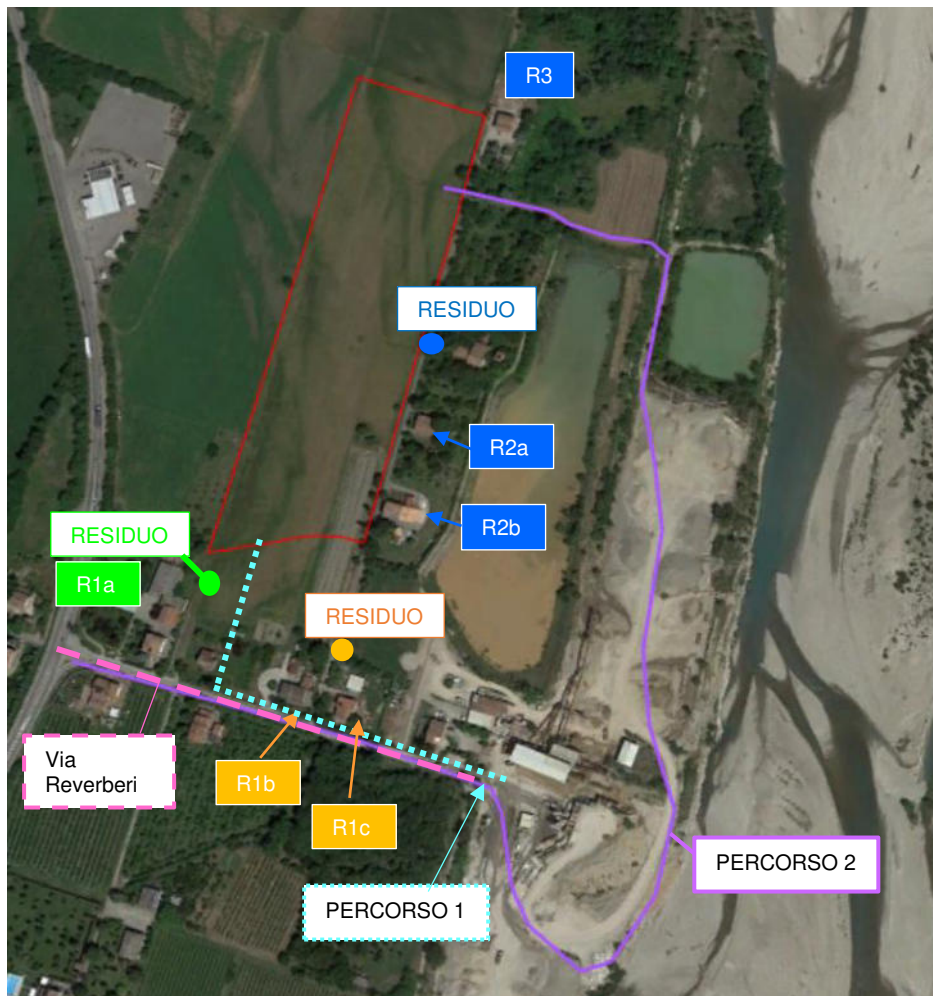 R3
RESIDUO
R2a
R2b
RESIDUO
R1a
RESIDUO
Via
Reverberi
R1b
R1c
PERCORSO 2
PERCORSO 1